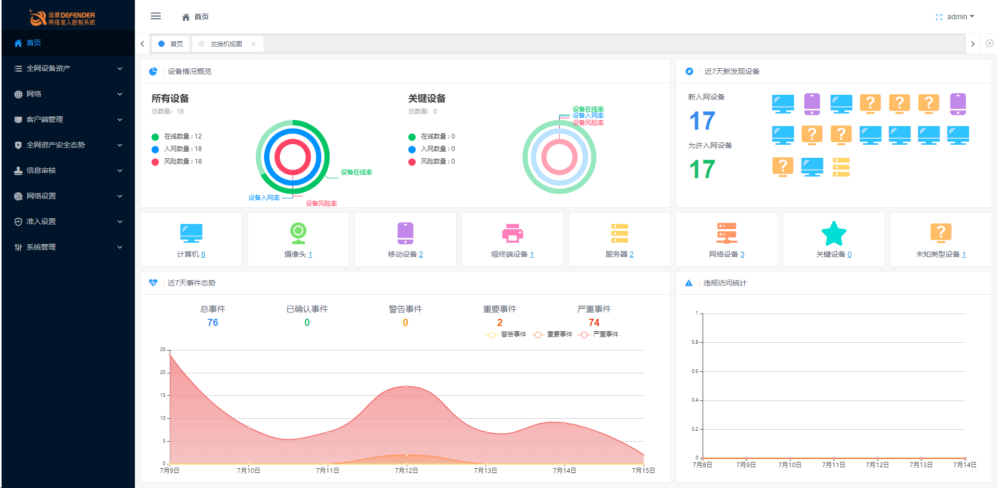 迪康DEFENDER
网络准入控制系统
首页
全网设备资产
网络
客户端管理
全网资产安全态势
信息审核
网络设置
准入设置
系统管理
首页
admin
首页
交换机视图
设备情况概览
所有设备
总数量: 18
在线数量 : 12
入网数量 : 18
风险数量 : 18
设备在线率
设备入网率
设备风险率
关键设备
总数量: 0
在线数量 : 0
入网数量 : 0
风险数量 : 0
设备在线率
设备入网率
设备风险率
近7天新发现设备
新入网设备
17
允许入网设备
17
计算机 8
摄像头 1
移动设备 2
哑终端设备 1
服务器 2
网络设备 3
关键设备 0
未知类型设备 1
近7天事件态势
总事件 已确认事件 警告事件 重要事件 严重事件
76 0 0 2 74
警告事件 重要事件 严重事件
25
20
15
10
5
0
7月9日 7月10日 7月11日 7月12日 7月13日 7月14日 7月15日
违规访问统计
1
0.8
0.6
0.4
0.2
0
7月8日 7月9日 7月10日 7月11日 7月12日 7月13日 7月14日